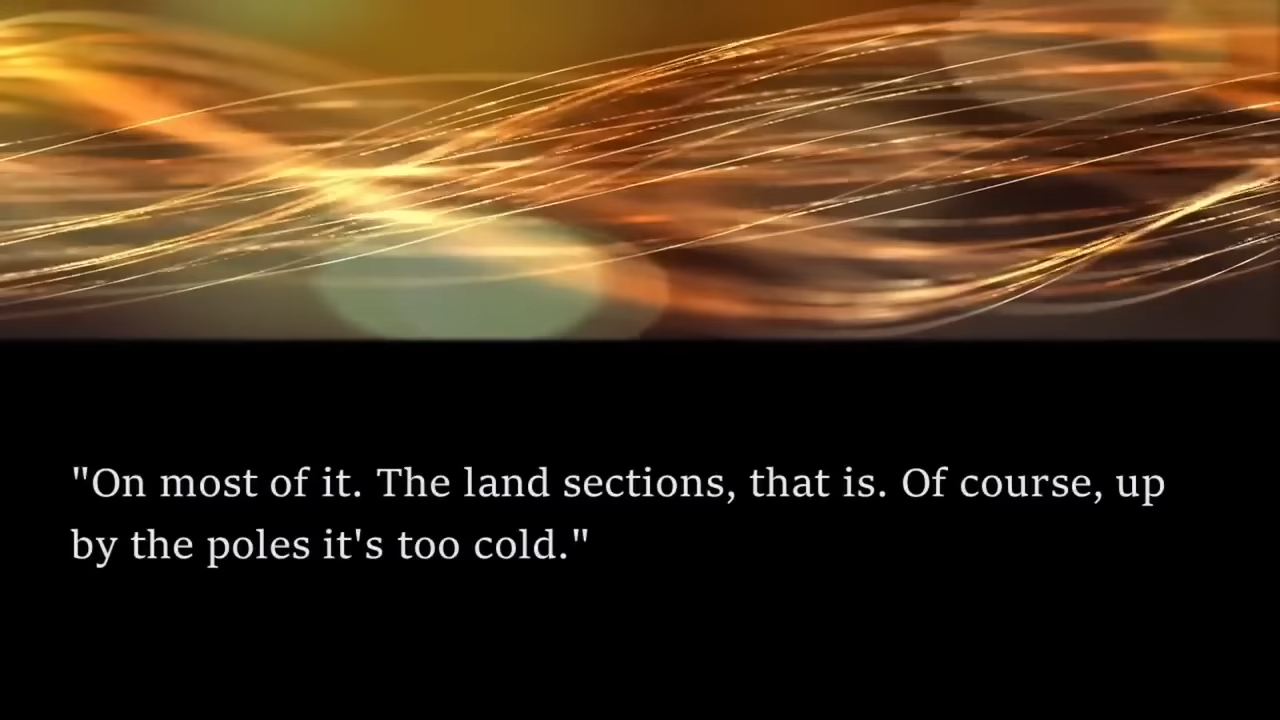 "On most of it. The land sections, that is. Of course, up
by the poles it's too cold."